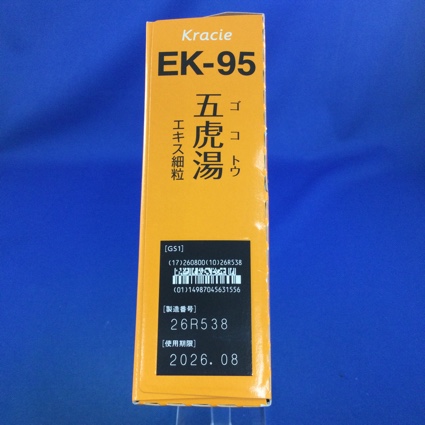 Kracie
EK-95
五虎湯
ゴコトウ
エキス細粒
[GS1]
(17)260800(10)26R538
(01)14987045631556
[製造番号]
26R538
[使用期限]
2026.08